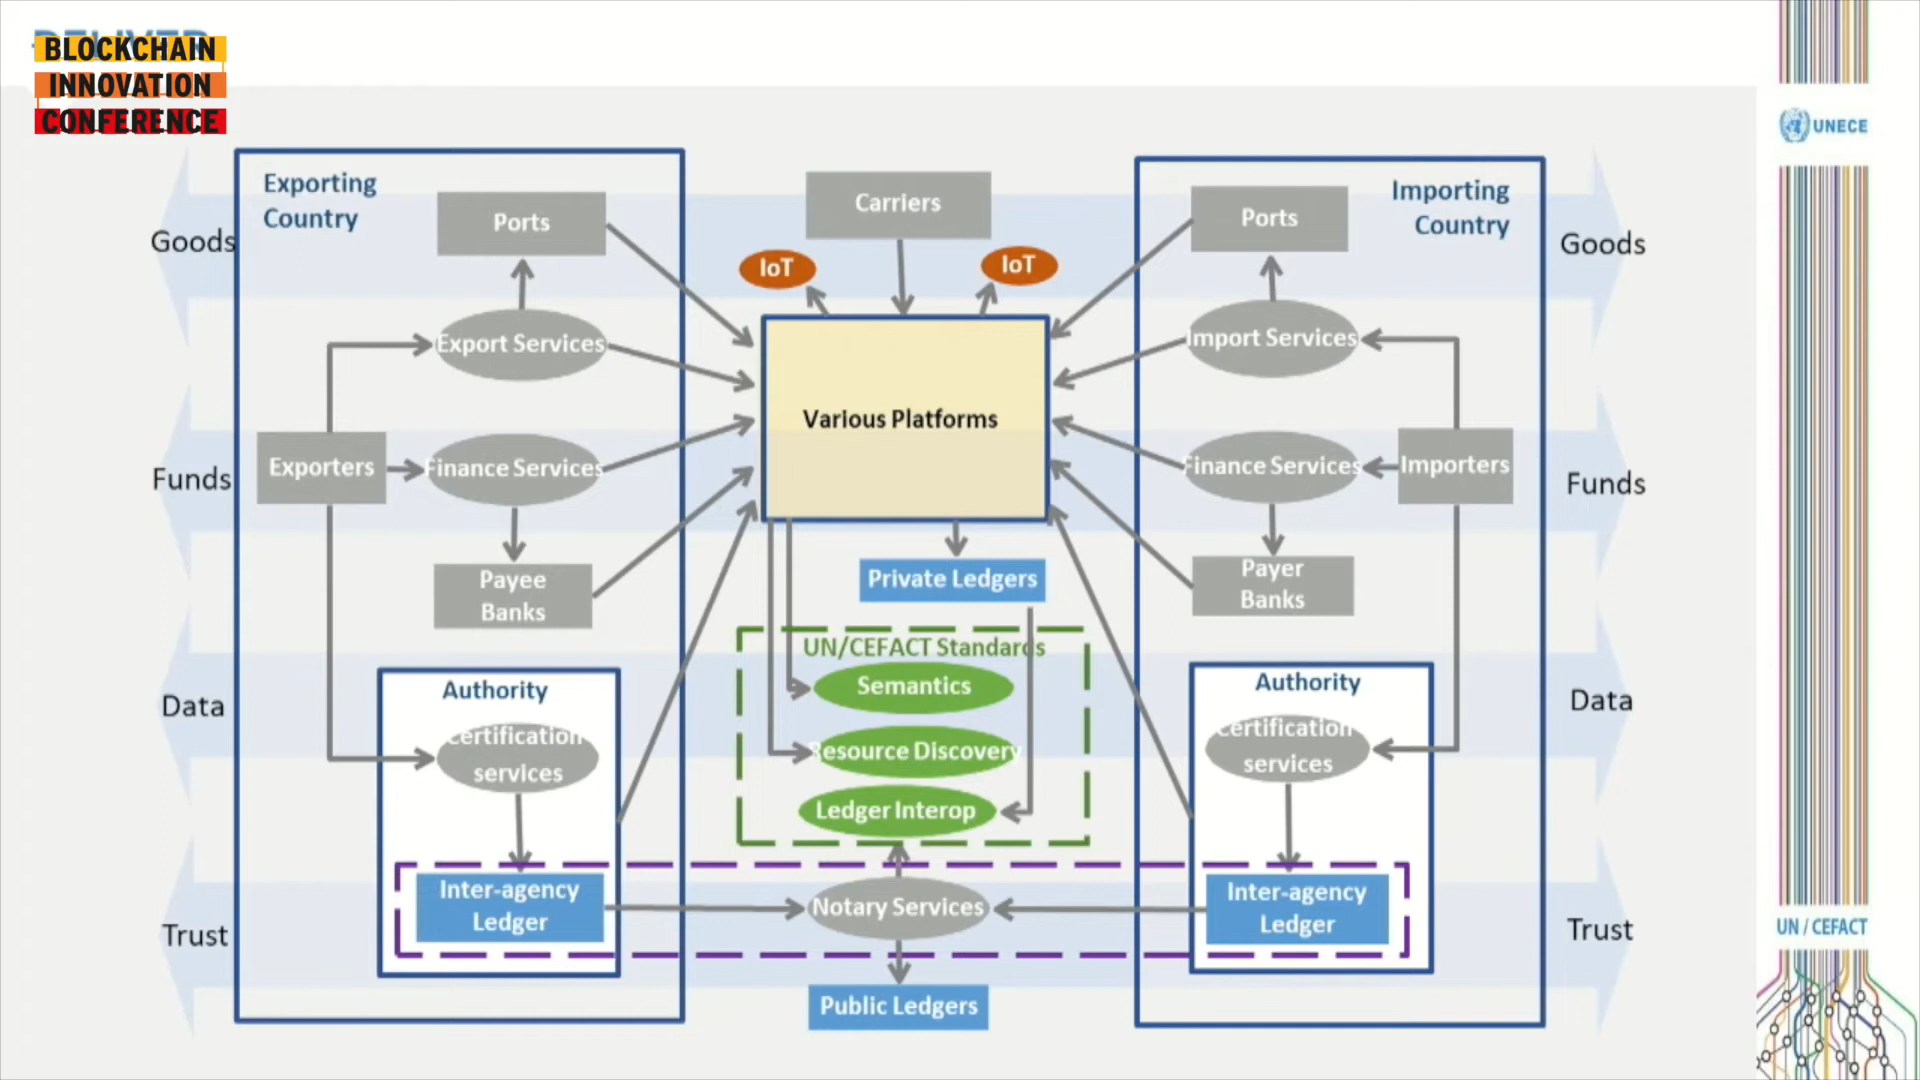 BLOCKCHAIN
INNOVATION
CONFERENCE
UNECE
Exporting
Country
Ports
Carriers
Ports
Importing
Country
Goods
IoT
IoT
Goods
Export Services
Import Services
Various Platforms
Exporters
Finance Services
Finance Services
Importers
Funds
Funds
Payee
Banks
Private Ledgers
Payer
Banks
UN/CEFACT Standards
Authority
Semantics
Authority
Data
Data
Certification
services
Resource Discovery
Certification
services
Ledger Interop
Inter-agency
Ledger
Notary Services
Inter-agency
Ledger
Trust
Trust
UN / CEFACT
Public Ledgers